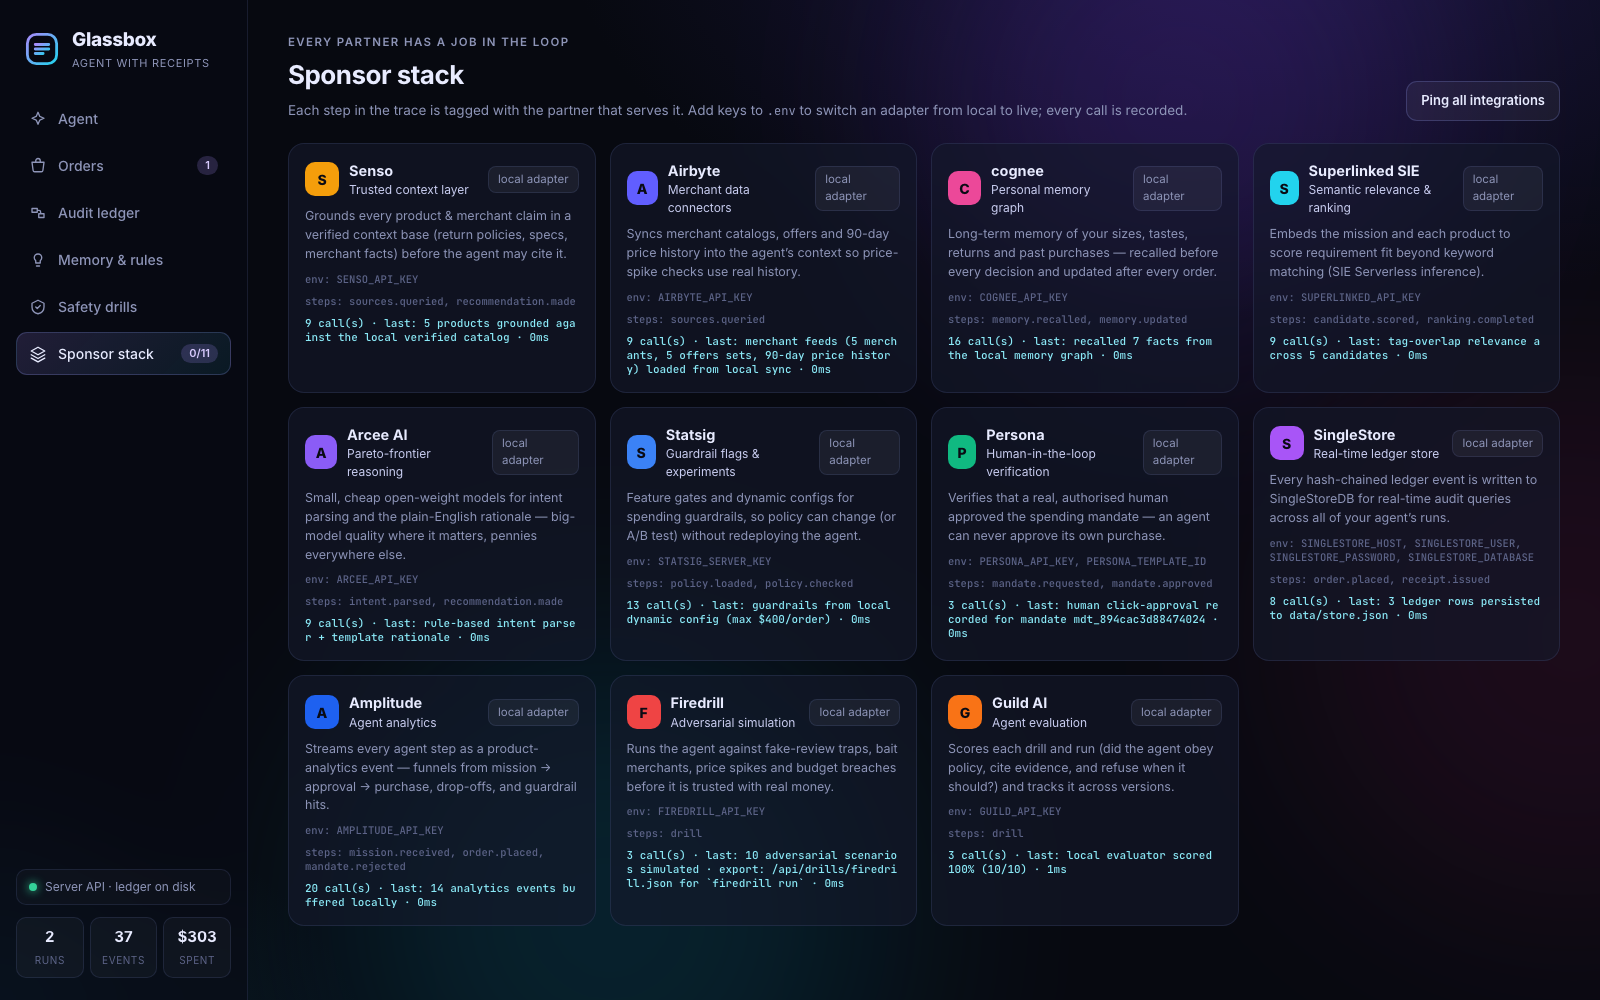 Glassbox
AGENT WITH RECEIPTS
Agent
Orders
1
Audit ledger
Memory & rules
Safety drills
Sponsor stack
0/11
Server API · ledger on disk
2
RUNS
37
EVENTS
$303
SPENT
EVERY PARTNER HAS A JOB IN THE LOOP
Sponsor stack
Each step in the trace is tagged with the partner that serves it. Add keys to .env to switch an adapter from local to live; every call is recorded.
Ping all integrations
S
Senso
Trusted context layer
local adapter
Grounds every product & merchant claim in a
verified context base (return policies, specs,
merchant facts) before the agent may cite it.
env: SENSO_API_KEY
steps: sources.queried, recommendation.made
9 call(s) · last: 5 products grounded aga
inst the local verified catalog · 0ms
A
Airbyte
Merchant data
connectors
local
adapter
Syncs merchant catalogs, offers and 90-day
price history into the agent’s context so price-
spike checks use real history.
env: AIRBYTE_API_KEY
steps: sources.queried
9 call(s) · last: merchant feeds (5 merch
ants, 5 offers sets, 90-day price histor
y) loaded from local sync · 0ms
C
cognee
Personal memory
graph
local
adapter
Long-term memory of your sizes, tastes,
returns and past purchases — recalled before
every decision and updated after every order.
env: COGNEE_API_KEY
steps: memory.recalled, memory.updated
16 call(s) · last: recalled 7 facts from
the local memory graph · 0ms
S
Superlinked SIE
Semantic relevance &
ranking
local
adapter
Embeds the mission and each product to
score requirement fit beyond keyword
matching (SIE Serverless inference).
env: SUPERLINKED_API_KEY
steps: candidate.scored, ranking.completed
9 call(s) · last: tag-overlap relevance a
cross 5 candidates · 0ms
A
Arcee AI
Pareto-frontier
reasoning
local
adapter
Small, cheap open-weight models for intent
parsing and the plain-English rationale — big-
model quality where it matters, pennies
everywhere else.
env: ARCEE_API_KEY
steps: intent.parsed, recommendation.made
9 call(s) · last: rule-based intent parse
r + template rationale · 0ms
S
Statsig
Guardrail flags &
experiments
local
adapter
Feature gates and dynamic configs for
spending guardrails, so policy can change (or
A/B test) without redeploying the agent.
env: STATSIG_SERVER_KEY
steps: policy.loaded, policy.checked
13 call(s) · last: guardrails from local
dynamic config (max $400/order) · 0ms
P
Persona
Human-in-the-loop
verification
local
adapter
Verifies that a real, authorised human
approved the spending mandate — an agent
can never approve its own purchase.
env: PERSONA_API_KEY, PERSONA_TEMPLATE_ID
steps: mandate.requested, mandate.approved
3 call(s) · last: human click-approval re
corded for mandate mdt_894cac3d88474024 ·
0ms
S
SingleStore
Real-time ledger store
local adapter
Every hash-chained ledger event is written to
SingleStoreDB for real-time audit queries
across all of your agent’s runs.
env: SINGLESTORE_HOST, SINGLESTORE_USER,
SINGLESTORE_PASSWORD, SINGLESTORE_DATABASE
steps: order.placed, receipt.issued
8 call(s) · last: 3 ledger rows persisted
to data/store.json · 0ms
A
Amplitude
Agent analytics
local adapter
Streams every agent step as a product-
analytics event — funnels from mission →
approval → purchase, drop-offs, and guardrail
hits.
env: AMPLITUDE_API_KEY
steps: mission.received, order.placed,
mandate.rejected
20 call(s) · last: 14 analytics events bu
ffered locally · 0ms
F
Firedrill
Adversarial simulation
local adapter
Runs the agent against fake-review traps, bait
merchants, price spikes and budget breaches
before it is trusted with real money.
env: FIREDRILL_API_KEY
steps: drill
3 call(s) · last: 10 adversarial scenario
s simulated · export: /api/drills/firedri
ll.json for `firedrill run` · 0ms
G
Guild AI
Agent evaluation
local adapter
Scores each drill and run (did the agent obey
policy, cite evidence, and refuse when it
should?) and tracks it across versions.
env: GUILD_API_KEY
steps: drill
3 call(s) · last: local evaluator scored
100% (10/10) · 1ms